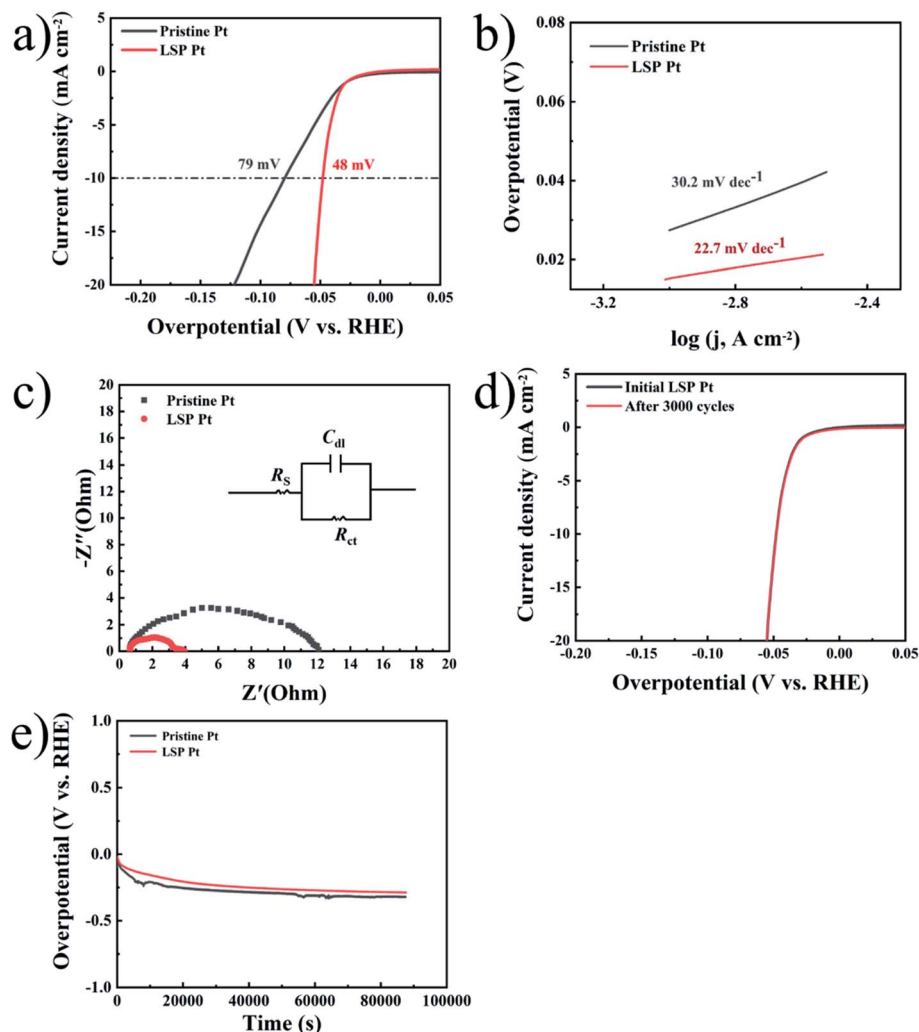 a)
Pristine Pt
LSP Pt
79 mV
48 mV
5
0
-5
-10
-15
-20
-0.20
-0.15
-0.10
-0.05
0.00
0.05
Current density (mA cm⁻²)
Overpotential (V vs. RHE)
b)
Pristine Pt
LSP Pt
30.2 mV dec⁻¹
22.7 mV dec⁻¹
0.08
0.06
0.04
0.02
-3.2
-2.8
-2.4
Overpotential (V)
log (j, A cm⁻²)
c)
Pristine Pt
LSP Pt
C_dl
R_S
R_ct
20
18
16
14
12
10
8
6
4
2
0
0
2
4
6
8
10
12
14
16
18
20
-Z″(Ohm)
Z′(Ohm)
d)
Initial LSP Pt
After 3000 cycles
5
0
-5
-10
-15
-20
-0.20
-0.15
-0.10
-0.05
0.00
0.05
Current density (mA cm⁻²)
Overpotential (V vs. RHE)
e)
Pristine Pt
LSP Pt
1.0
0.5
0.0
-0.5
-1.0
0
20000
40000
60000
80000
100000
Overpotential (V vs. RHE)
Time (s)